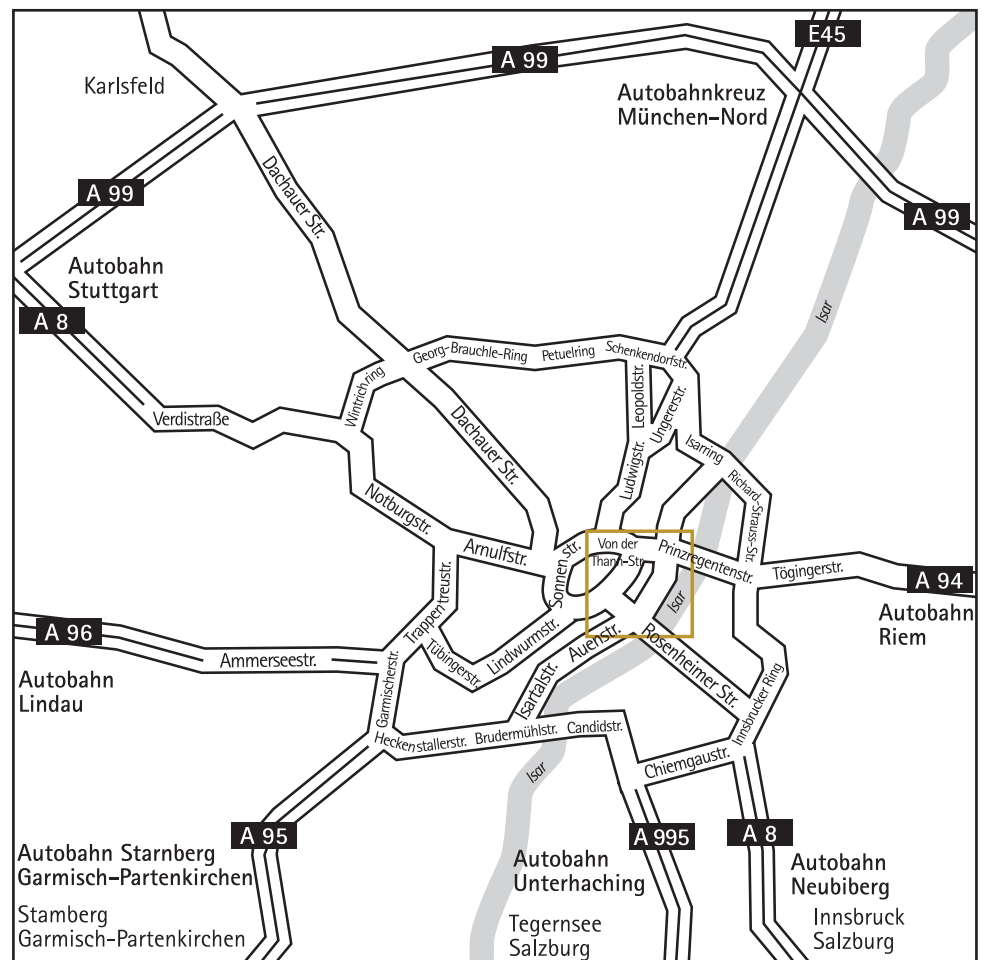 E45
A 99
Karlsfeld
Autobahnkreuz
München-Nord
A 99
Dachauer Str.
A 99
Autobahn
Stuttgart
A 8
Isar
Georg-Brauchle-Ring
Petuelring
Schenkendorfstr.
Wintrichring
Leopoldstr.
Ungererstr.
Verdistraße
Dachauer Str.
Isarring
Ludwigstr.
Richard-Strauss-Str.
Notburgstr.
Arnulfstr.
Sonnenstr.
Von der
Thann-Str.
Prinzregentenstr.
Tögingerstr.
A 94
Autobahn
Riem
Isar
Trappentreustr.
A 96
Ammerseestr.
Tübingerstr.
Lindwurmstr.
Auenstr.
Rosenheimer Str.
Autobahn
Lindau
Garmischerstr.
Isartalstr.
Innsbrucker Ring
Heckenstallerstr.
Brudermühlstr.
Candidstr.
Isar
Chiemgaustr.
A 95
A 995
A 8
Autobahn Starnberg
Garmisch-Partenkirchen
Autobahn
Unterhaching
Autobahn
Neubiberg
Stamberg
Garmisch-Partenkirchen
Tegernsee
Salzburg
Innsbruck
Salzburg